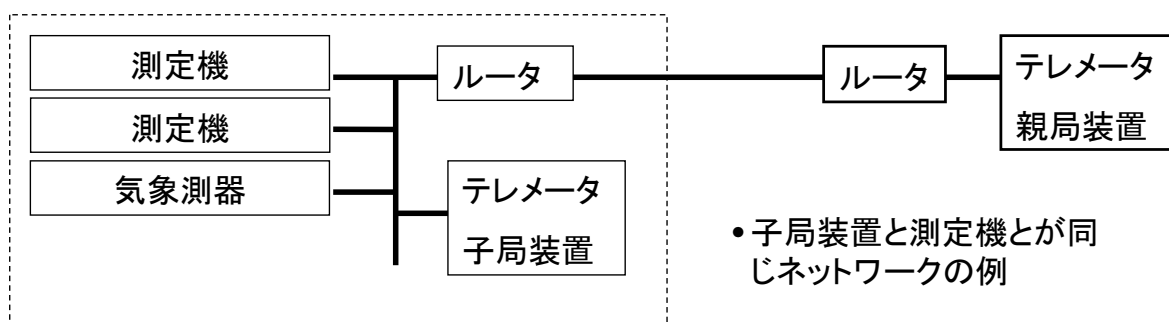 測定機
測定機
気象測器
ルータ
テレメータ
子局装置
ルータ
テレメータ
親局装置
•子局装置と測定機とが同
じネットワークの例